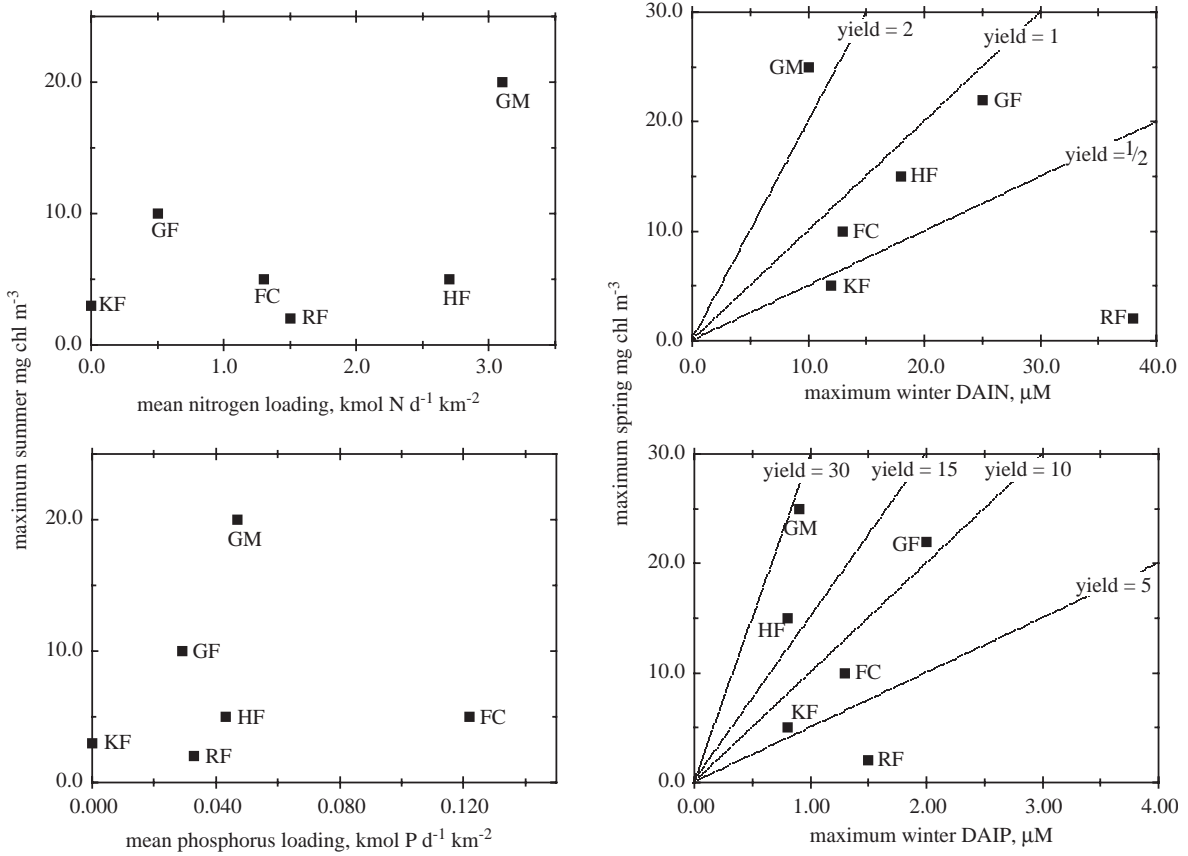 maximum summer mg chl m-3
20.0
10.0
0.0
GM
GF
KF
FC
RF
HF
0.0 1.0 2.0 3.0
mean nitrogen loading, kmol N d-1 km-2
maximum spring mg chl m-3
30.0
20.0
10.0
0.0
yield = 2
yield = 1
yield = 1/2
GM
GF
HF
FC
KF
RF
0.0 10.0 20.0 30.0 40.0
maximum winter DAIN, μM
20.0
10.0
0.0
GM
GF
HF
FC
KF
RF
0.000 0.040 0.080 0.120
mean phosphorus loading, kmol P d-1 km-2
30.0
20.0
10.0
0.0
yield = 30
yield = 15
yield = 10
yield = 5
GM
GF
HF
FC
KF
RF
0.00 1.00 2.00 3.00 4.00
maximum winter DAIP, μM